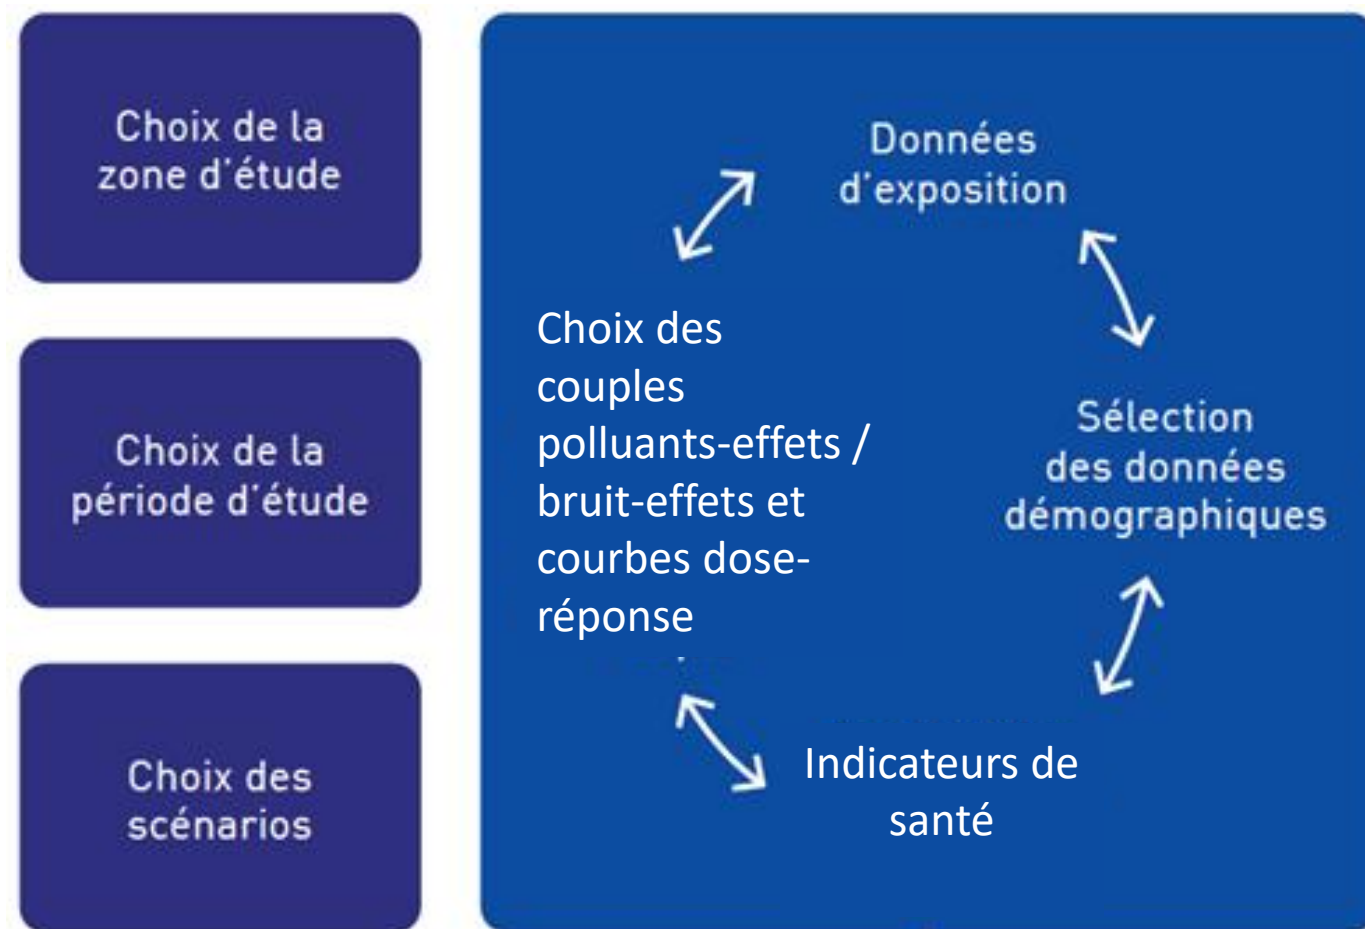 Choix de la
zone d'étude
Choix de la
période d'étude
Choix des
scénarios
Données
d'exposition
Choix des
couples
polluants-effets /
bruit-effets et
courbes dose-
réponse
Sélection
des données
démographiques
Indicateurs de
santé